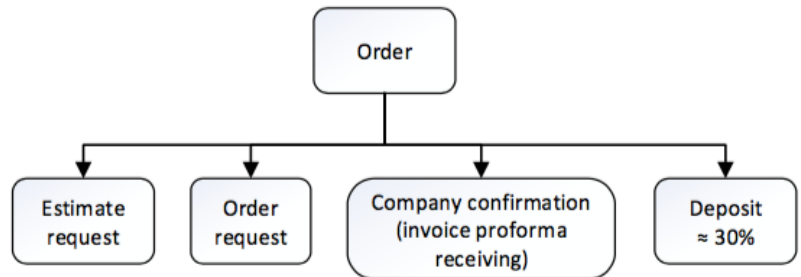 Order
Estimate
request
Order
request
Company confirmation
(invoice proforma
receiving)
Deposit
≈ 30%